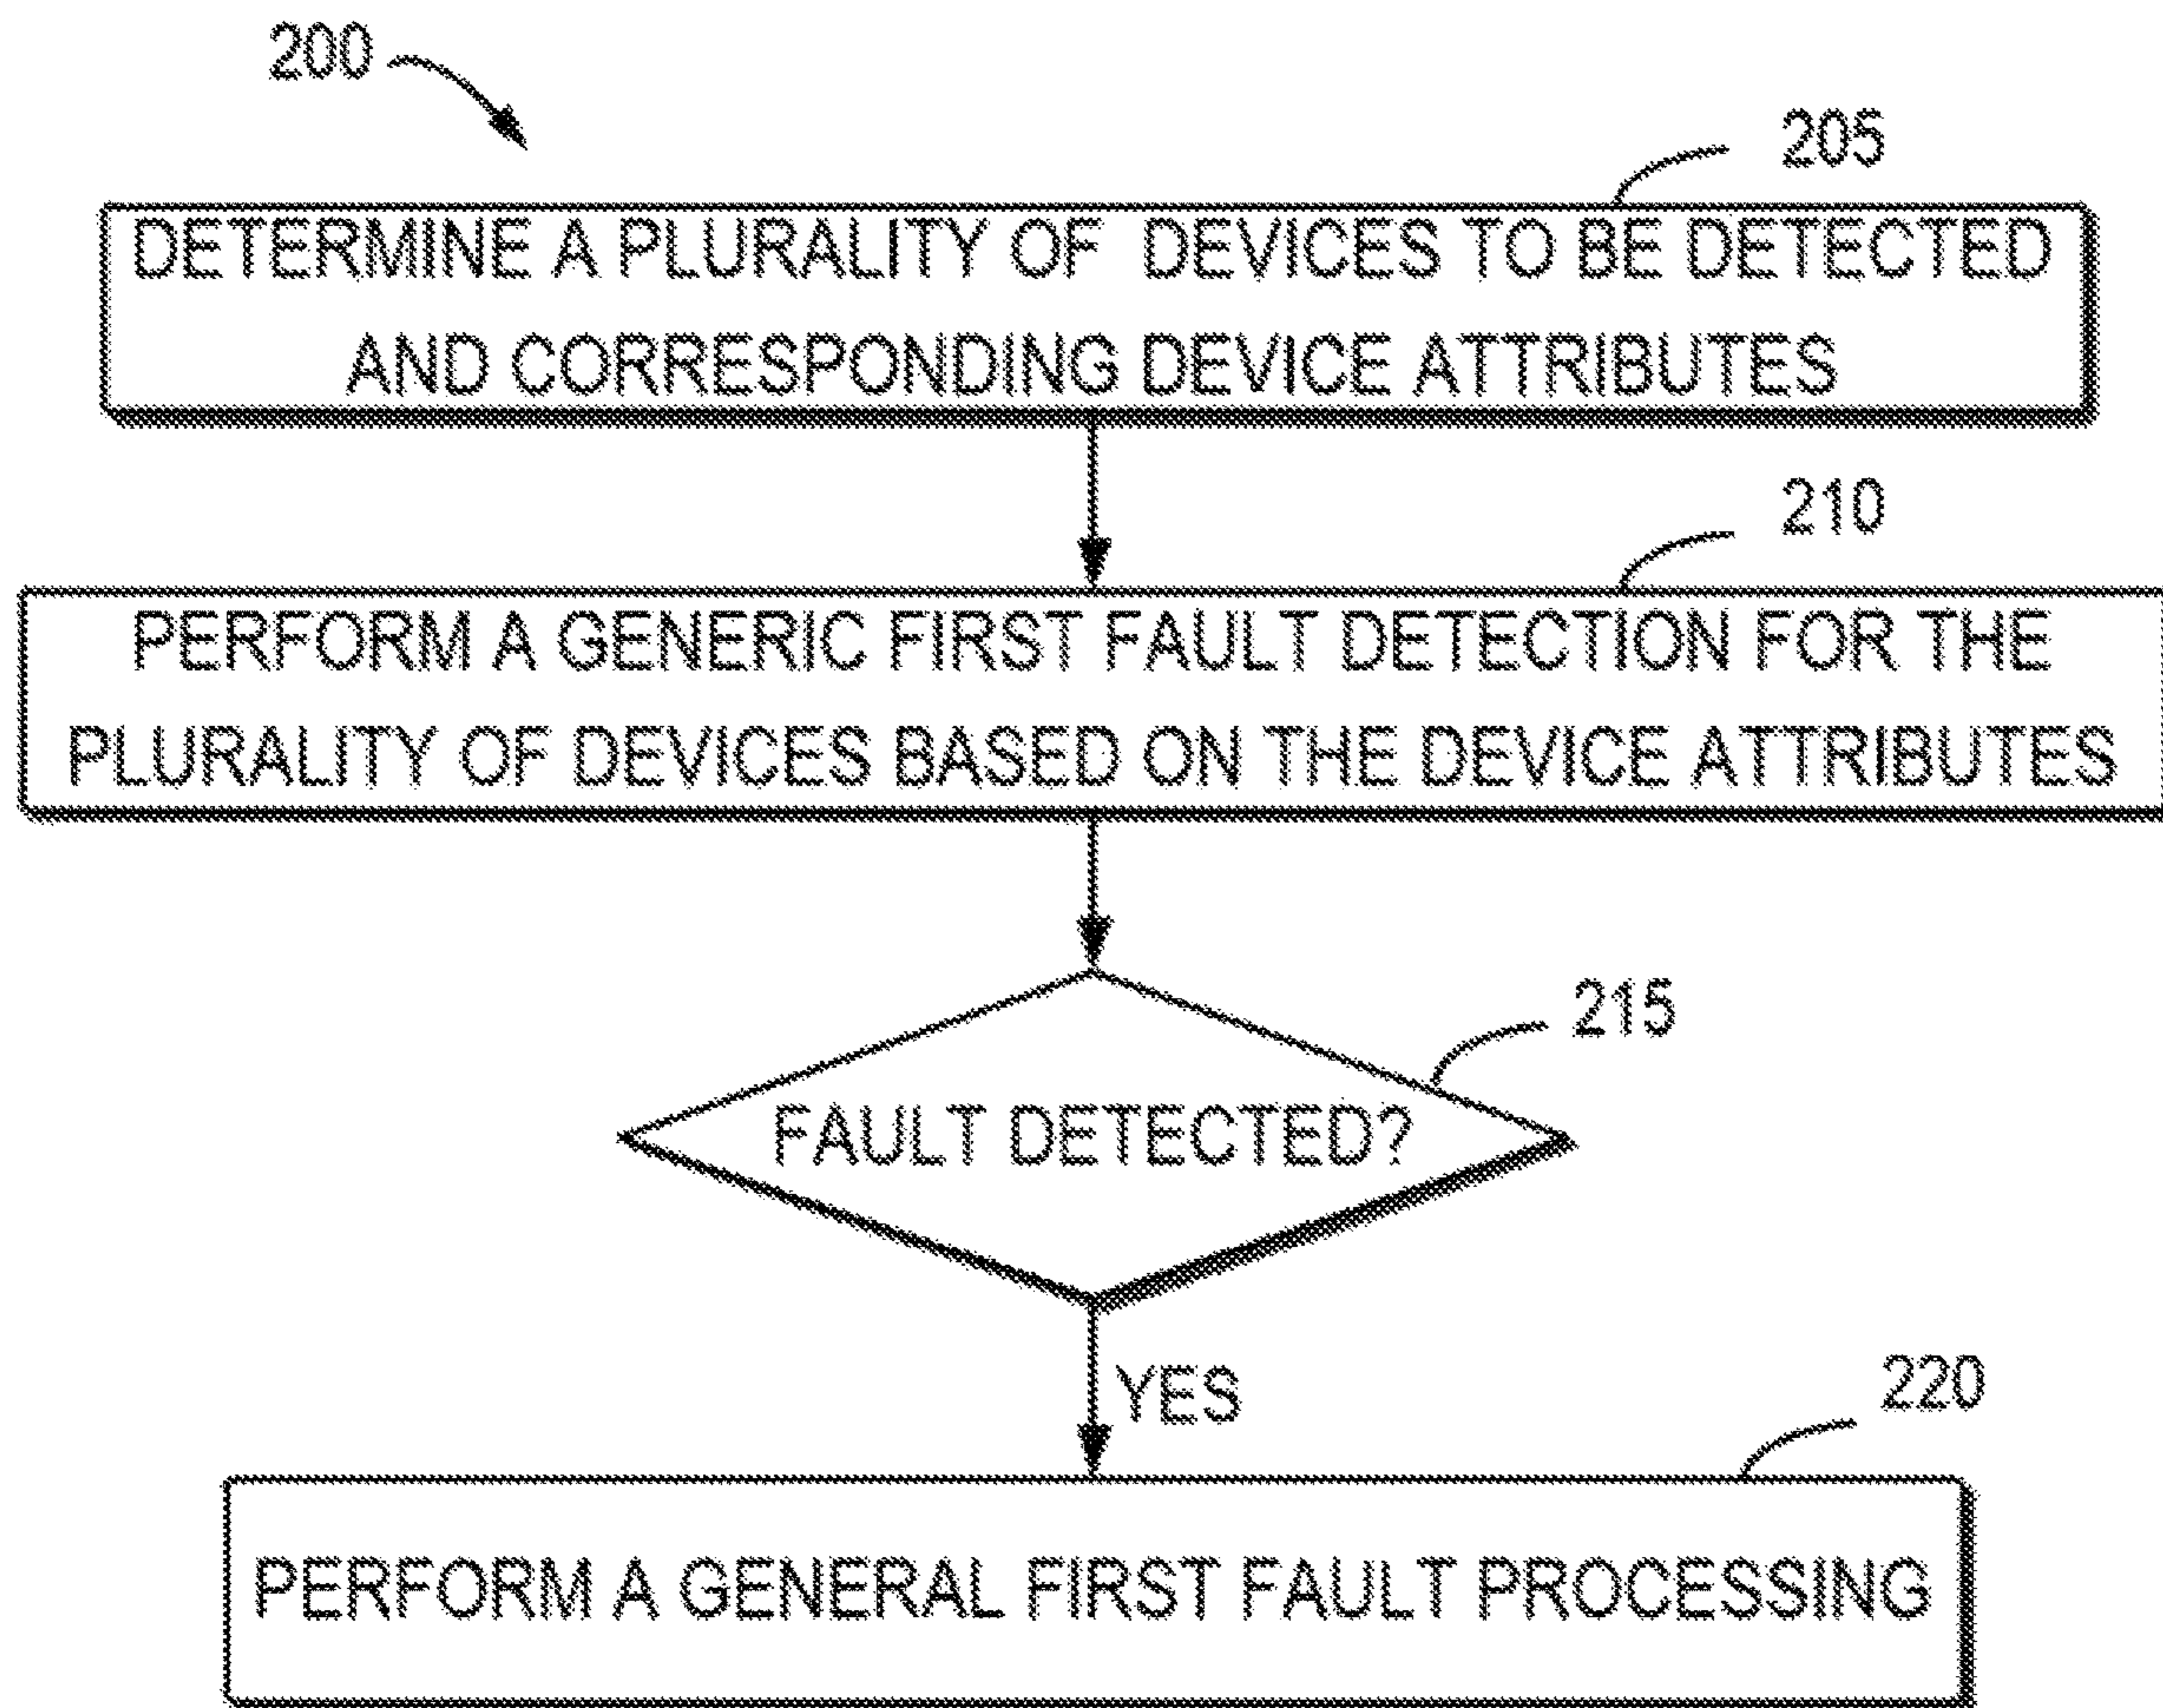 200
205
DETERMINE A PLURALITY OF DEVICES TO BE DETECTED
AND CORRESPONDING DEVICE ATTRIBUTES
210
PERFORM A GENERIC FIRST FAULT DETECTION FOR THE
PLURALITY OF DEVICES BASED ON THE DEVICE ATTRIBUTES
215
FAULT DETECTED?
YES
220
PERFORM A GENERAL FIRST FAULT PROCESSING